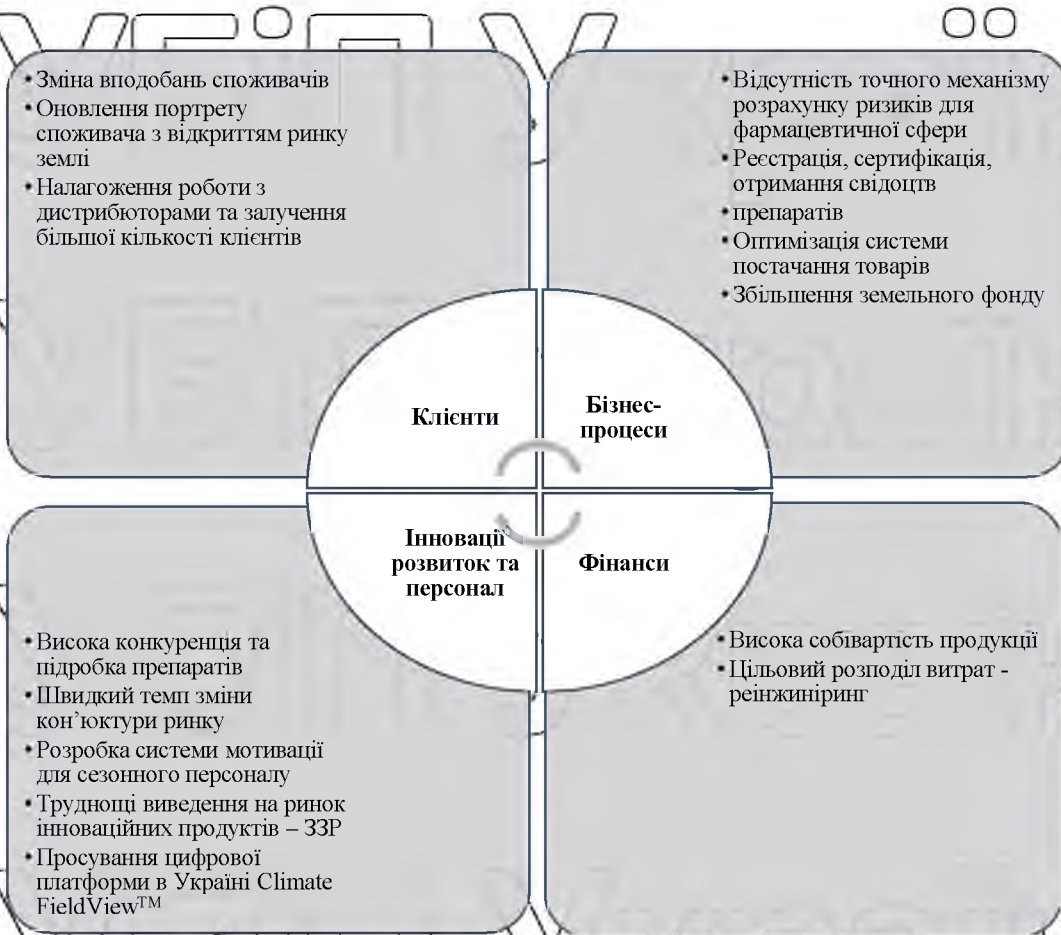 • Зміна вподобань споживачів
• Оновлення портрету
споживача з відкриттям ринку
землі
• Налагоження роботи з
дистрибюторами та залучення
більшої кількості клієнтів
• Відсутність точного механізму
розрахунку ризиків для
фармацевтичної сфери
• Реєстрація, сертифікація,
отримання свідоцтв
• препаратів
• Оптимізація системи
постачання товарів
• Збільшення земельного фонду
Клієнти
Бізнес-
процеси
Інновації
розвиток та
персонал
Фінанси
• Висока конкуренція та
підробка препаратів
• Швидкий темп зміни
кон’юктури ринку
• Розробка системи мотивації
для сезонного персоналу
• Труднощі виведення на ринок
інноваційних продуктів – ЗЗР
• Просування цифрової
платформи в Україні Climate
FieldView™
• Висока собівартість продукції
• Цільовий розподіл витрат -
реінжиніринг